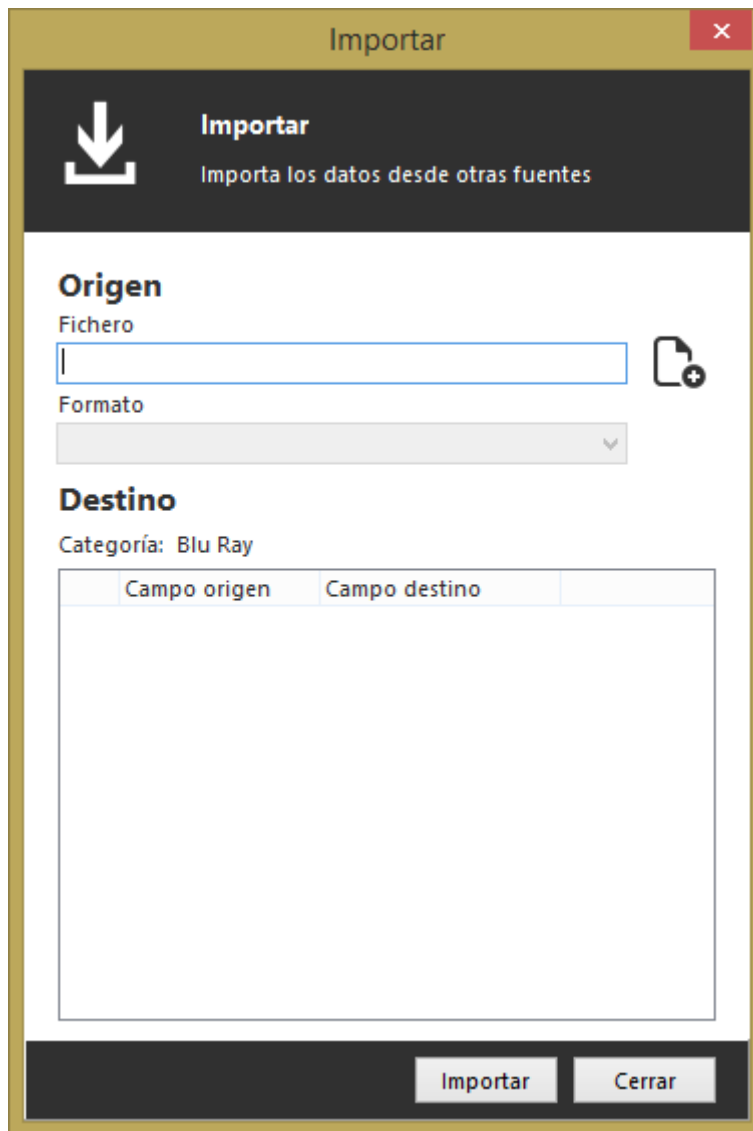 Importar
Importar
Importa los datos desde otras fuentes
Origen
Fichero
Formato
Destino
Categoría: Blu Ray
Campo origen Campo destino
Importar Cerrar